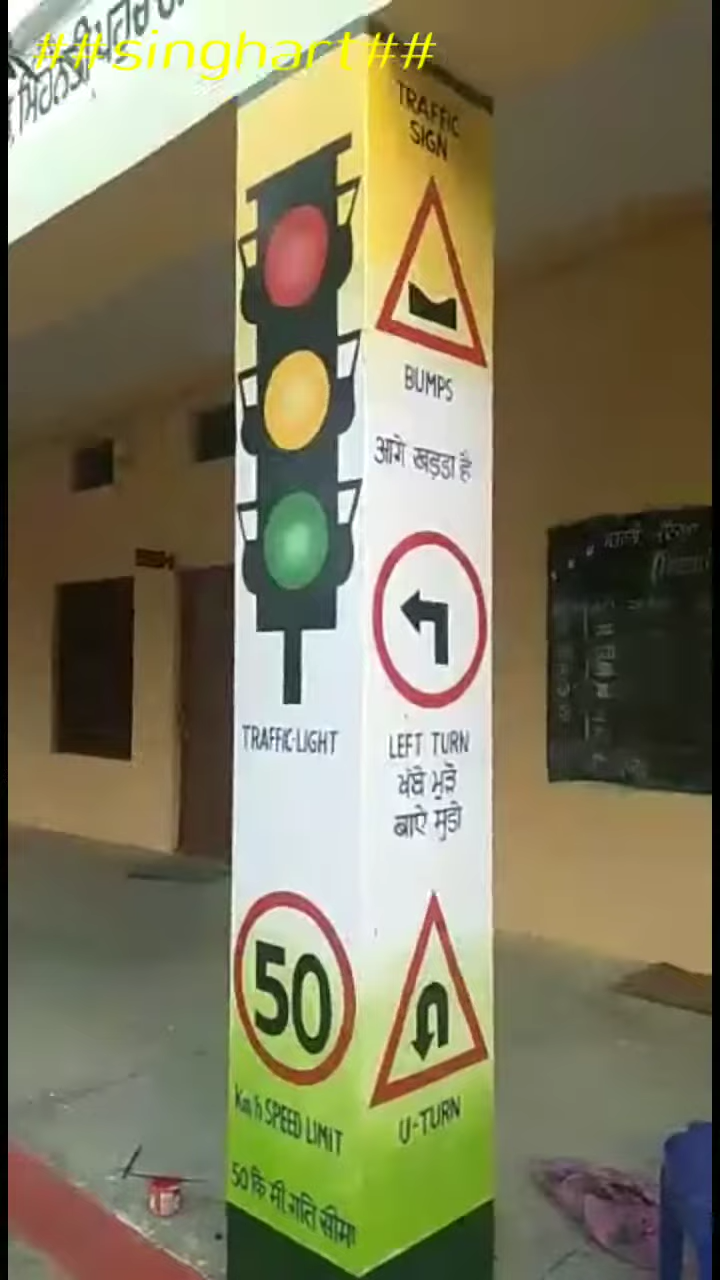 ##singhart##
TRAFFIC
SIGN
BUMPS
आगे खड़डा है
TRAFFIC-LIGHT
LEFT TURN
ਖੱਬੇ ਮੁੜੋ
बाऐ मुडो
50
Km h SPEED LIMIT
50 कि मी गति सीमा
U-TURN